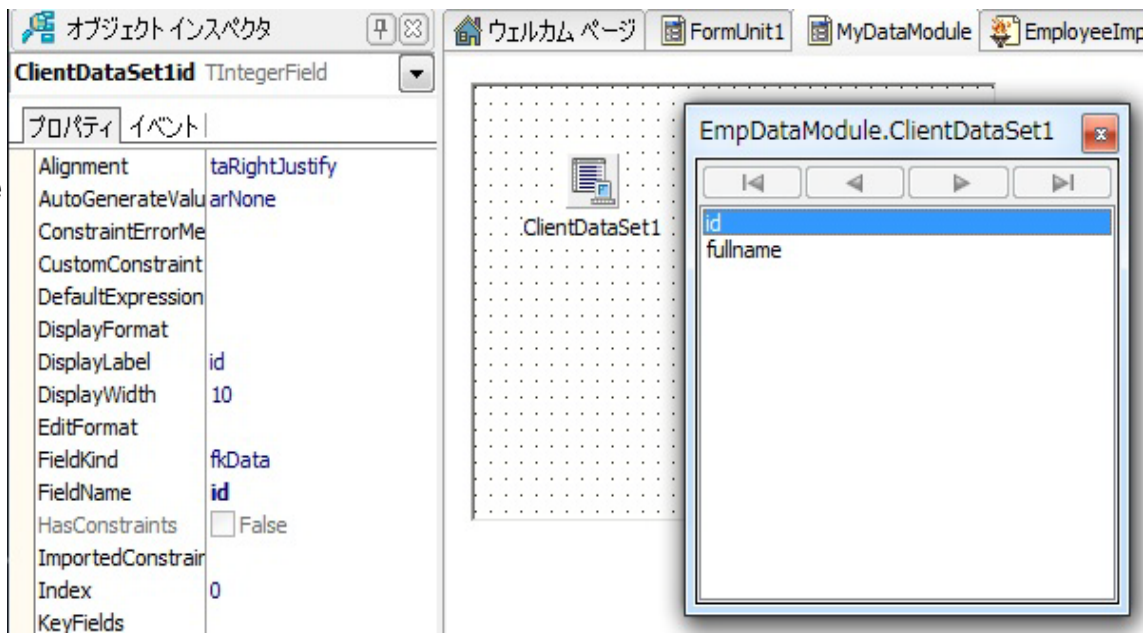 オブジェクト インスペクタ
ClientDataSet1id TIntegerField
プロパティ イベント
Alignment taRightJustify
AutoGenerateValu arNone
ConstraintErrorMe
CustomConstraint
DefaultExpression
DisplayFormat
DisplayLabel id
DisplayWidth 10
EditFormat
FieldKind fkData
FieldName id
HasConstraints False
ImportedConstrair
Index 0
KeyFields
ウェルカム ページ FormUnit1 MyDataModule EmployeeImp
ClientDataSet1
EmpDataModule.ClientDataSet1
id
fullname